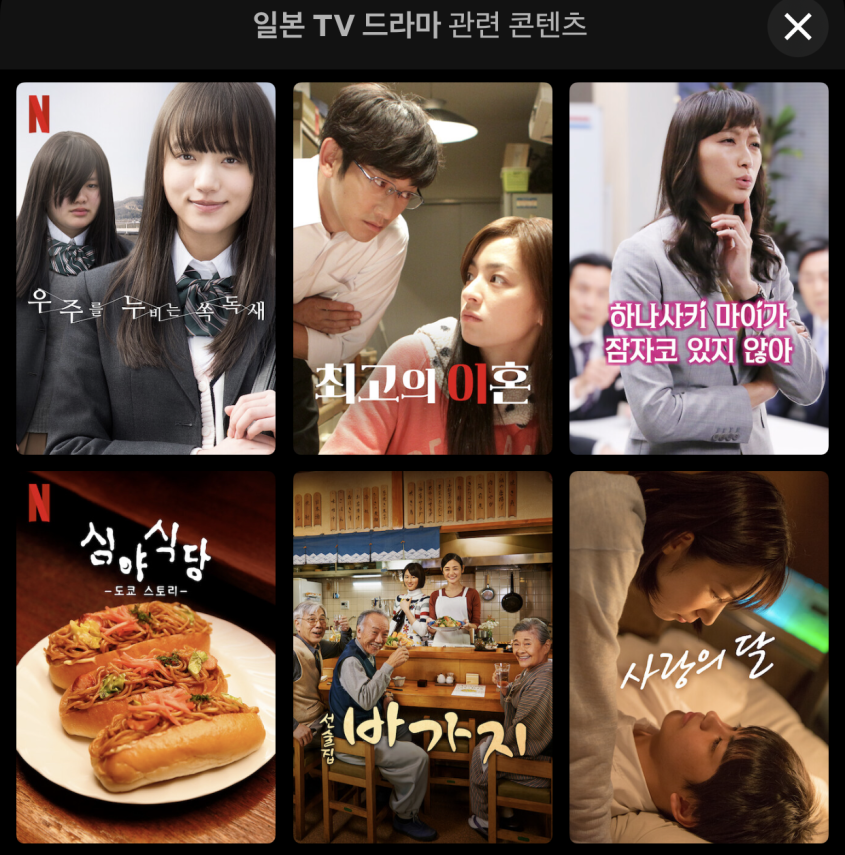 일본 TV 드라마 관련 콘텐츠
N
우주를 누비는 쏙독새
최고의 이혼
하나사키 마이가
잠자코 있지 않아
N
심야식당
–도쿄 스토리–
선술집
바가지
사랑의 달